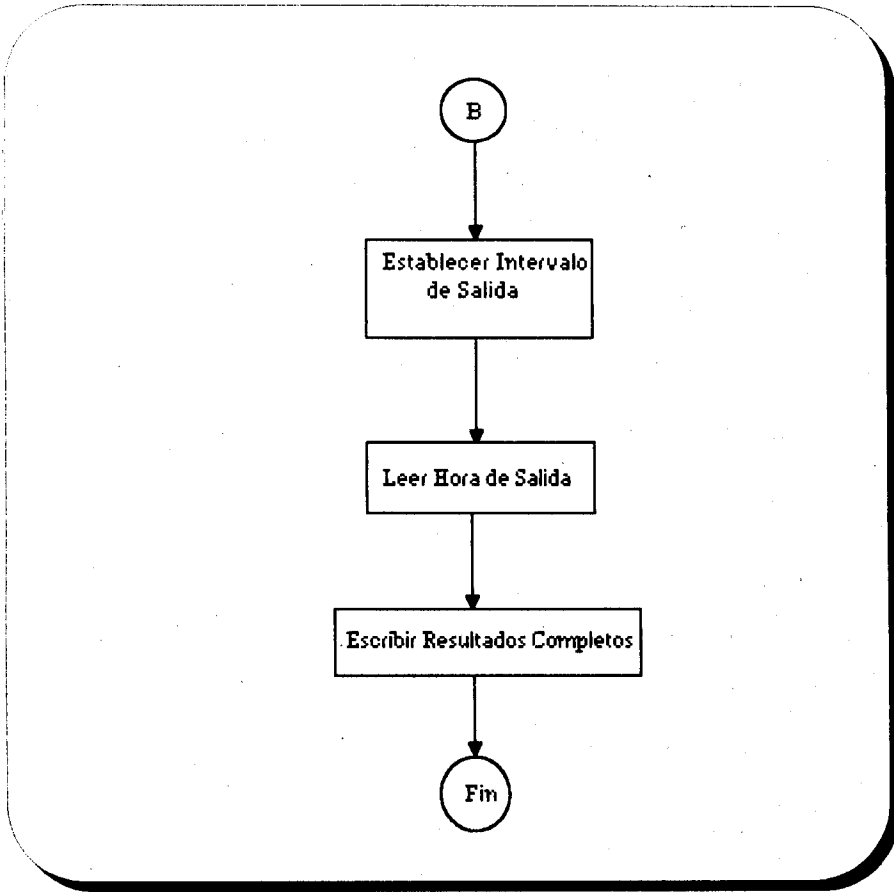 B
Establecer Intervalo
de Salida
Leer Hora de Salida
Escribir Resultados Completos
Fin